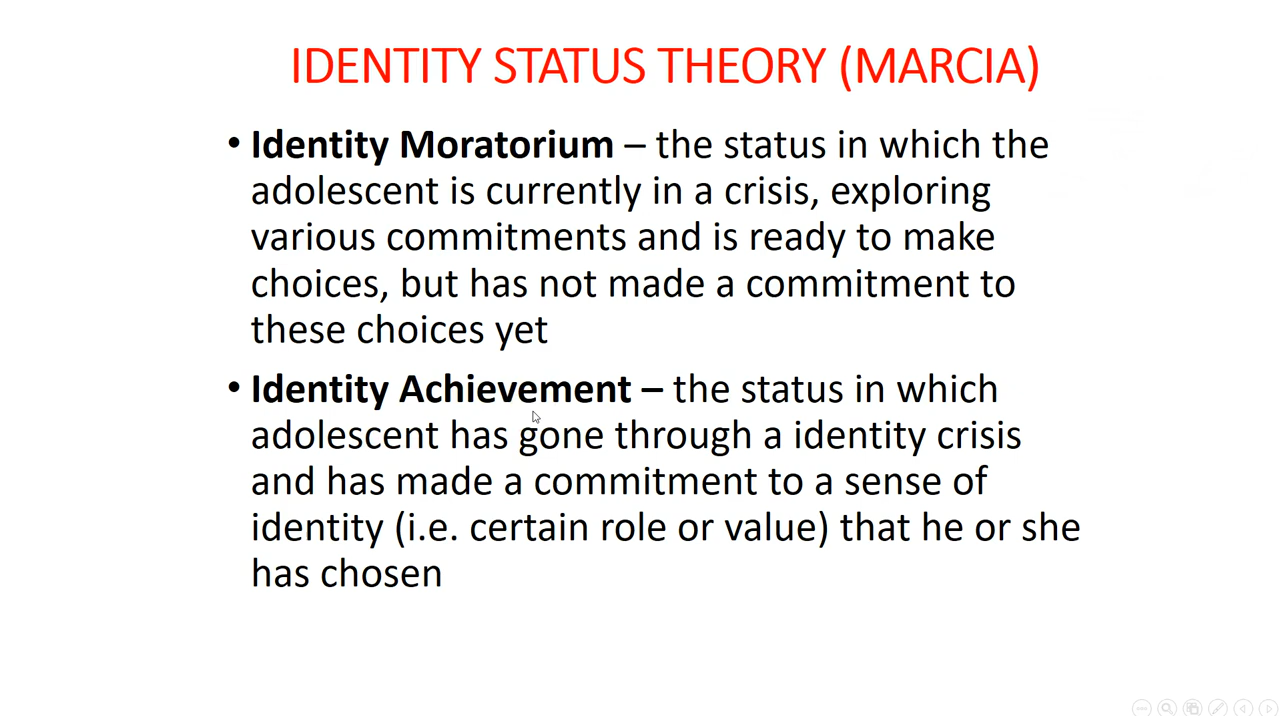 IDENTITY STATUS THEORY (MARCIA)
• Identity Moratorium – the status in which the
adolescent is currently in a crisis, exploring
various commitments and is ready to make
choices, but has not made a commitment to
these choices yet
• Identity Achievement – the status in which
adolescent has gone through a identity crisis
and has made a commitment to a sense of
identity (i.e. certain role or value) that he or she
has chosen